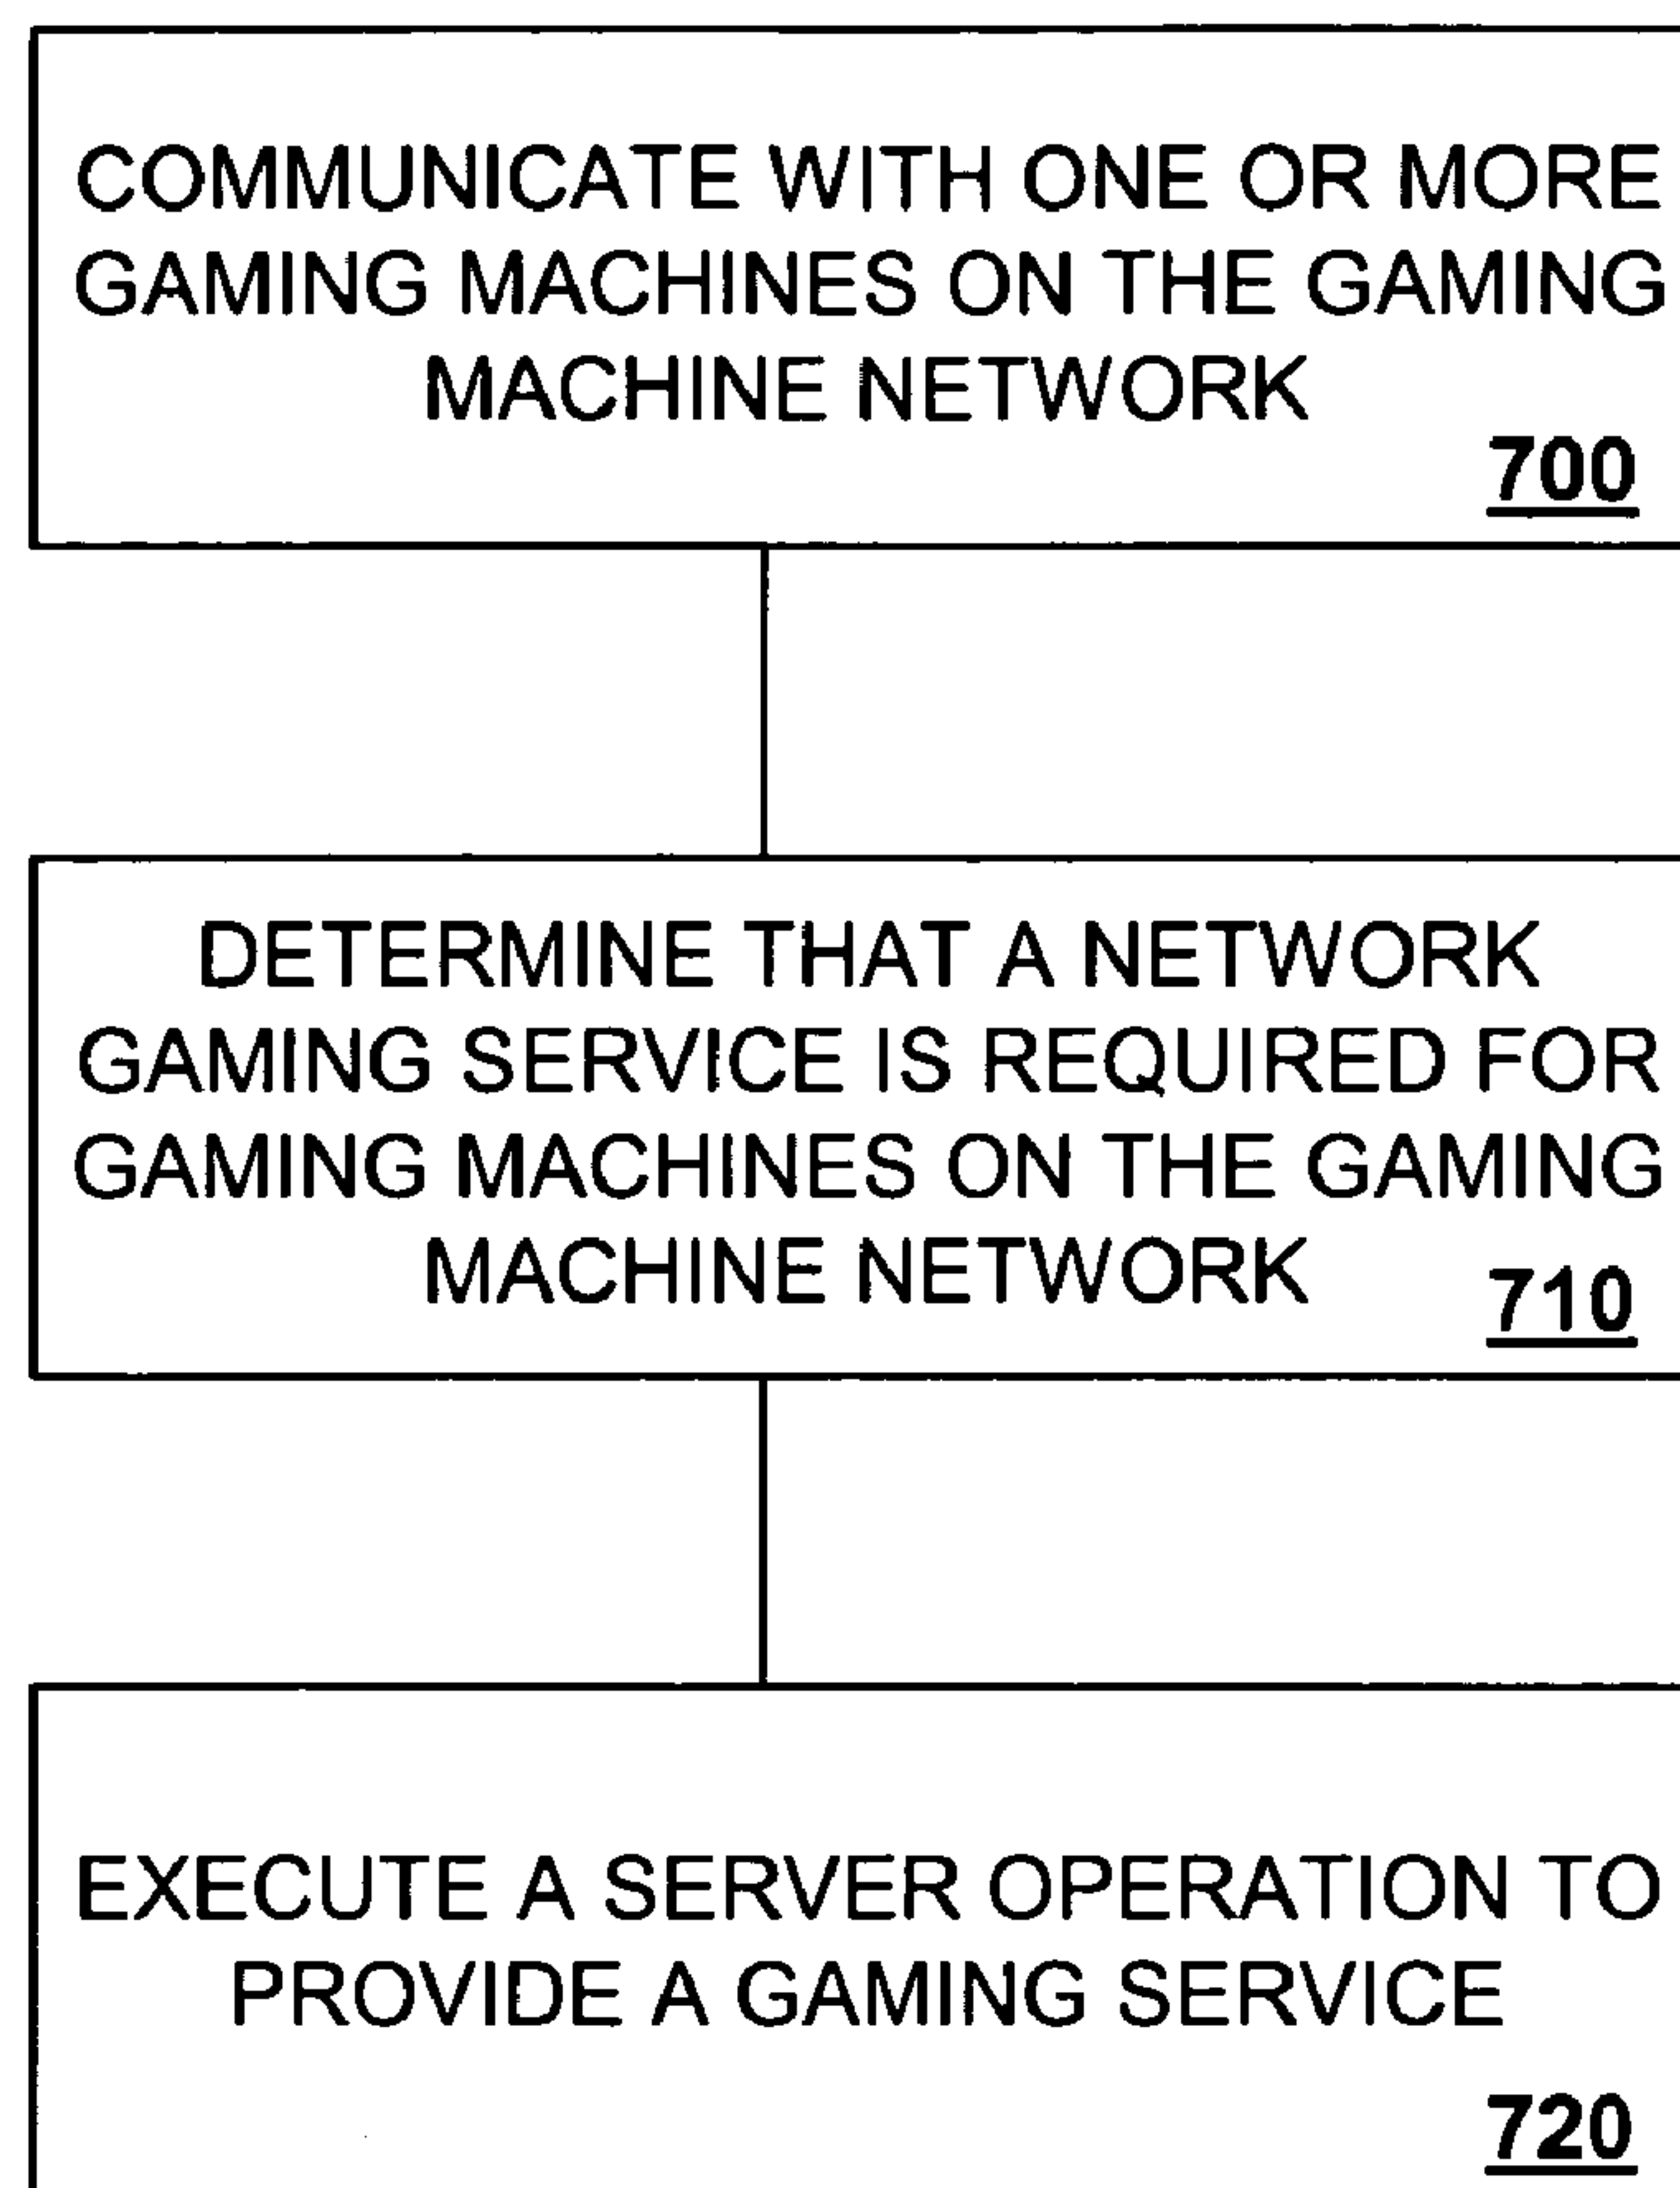 COMMUNICATE WITH ONE OR MORE
GAMING MACHINES ON THE GAMING
MACHINE NETWORK
700
DETERMINE THAT A NETWORK
GAMING SERVICE IS REQUIRED FOR
GAMING MACHINES ON THE GAMING
MACHINE NETWORK
710
EXECUTE A SERVER OPERATION TO
PROVIDE A GAMING SERVICE
720